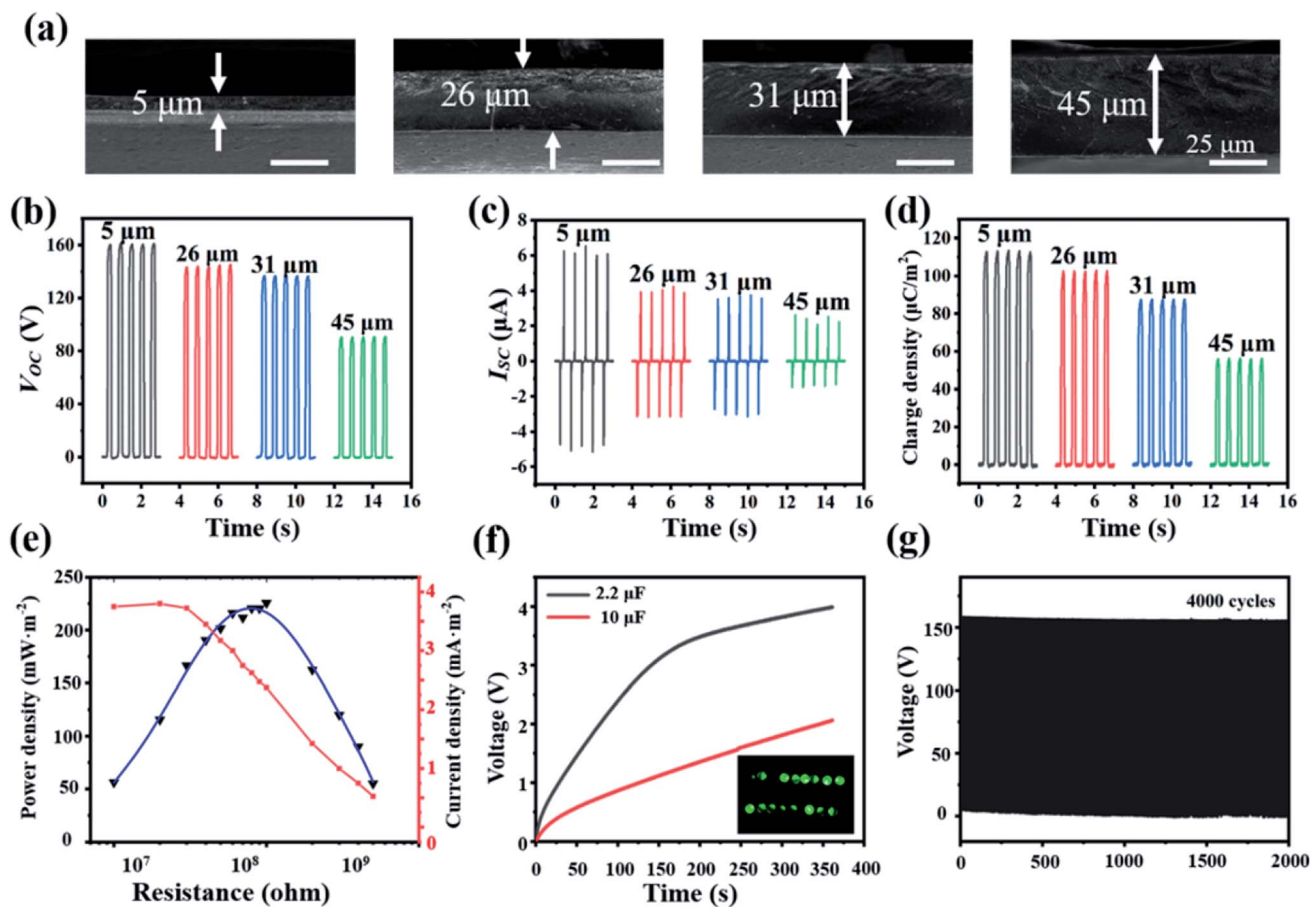 (a)
5 μm
26 μm
31 μm
45 μm
25 μm
(b)
160
120
80
40
0
V_OC (V)
5 μm
26 μm
31 μm
45 μm
0 2 4 6 8 10 12 14 16
Time (s)
(c)
8
6
4
2
0
-2
-4
-6
I_SC (μA)
5 μm
26 μm
31 μm
45 μm
0 2 4 6 8 10 12 14 16
Time (s)
(d)
120
100
80
60
40
20
0
Charge density (μC/m²)
5 μm
26 μm
31 μm
45 μm
0 2 4 6 8 10 12 14 16
Time (s)
(e)
250
225
200
150
100
50
0
Power density (mW·m⁻²)
4
3
3
2
2
1
1
0
Current density (mA·m⁻²)
10⁷ 10⁸ 10⁹
Resistance (ohm)
(f)
2.2 μF
10 μF
4
3
2
1
0
Voltage (V)
0 50 100 150 200 250 300 350 400
Time (s)
(g)
4000 cycles
150
100
50
0
Voltage (V)
0 500 1000 1500 2000